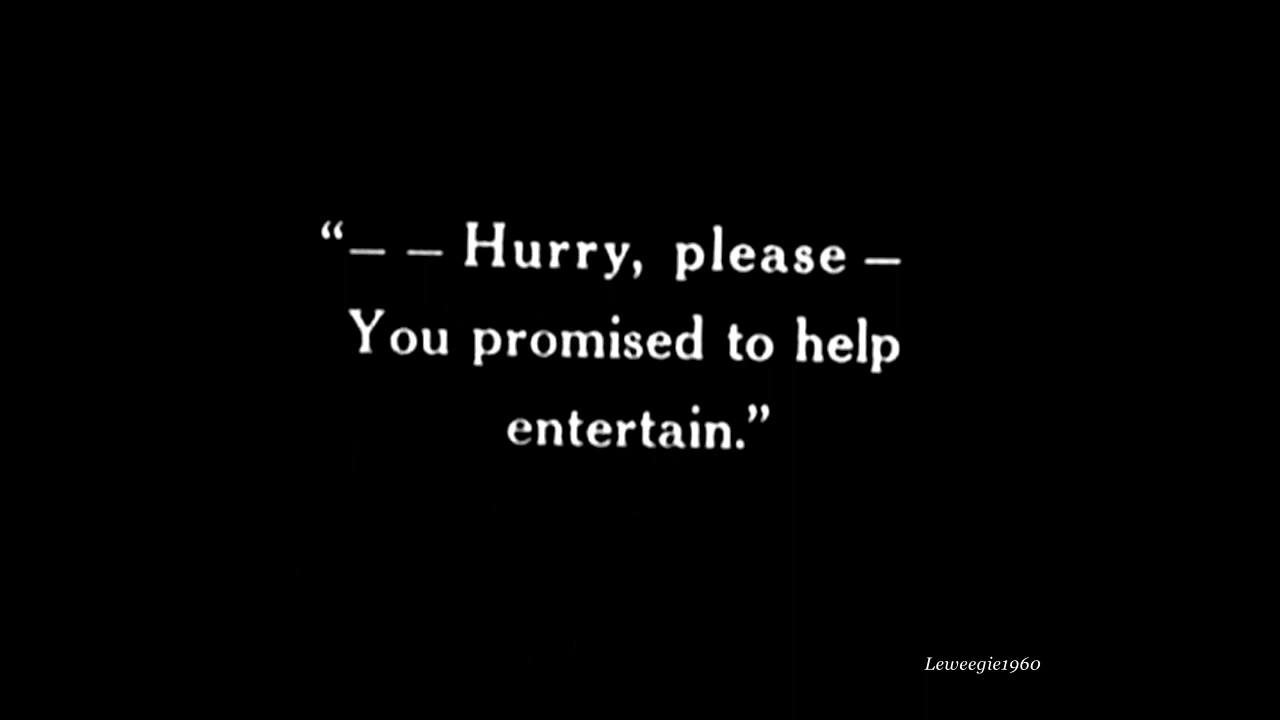 “— — Hurry, please —
You promised to help
entertain.”
Leweegie1960